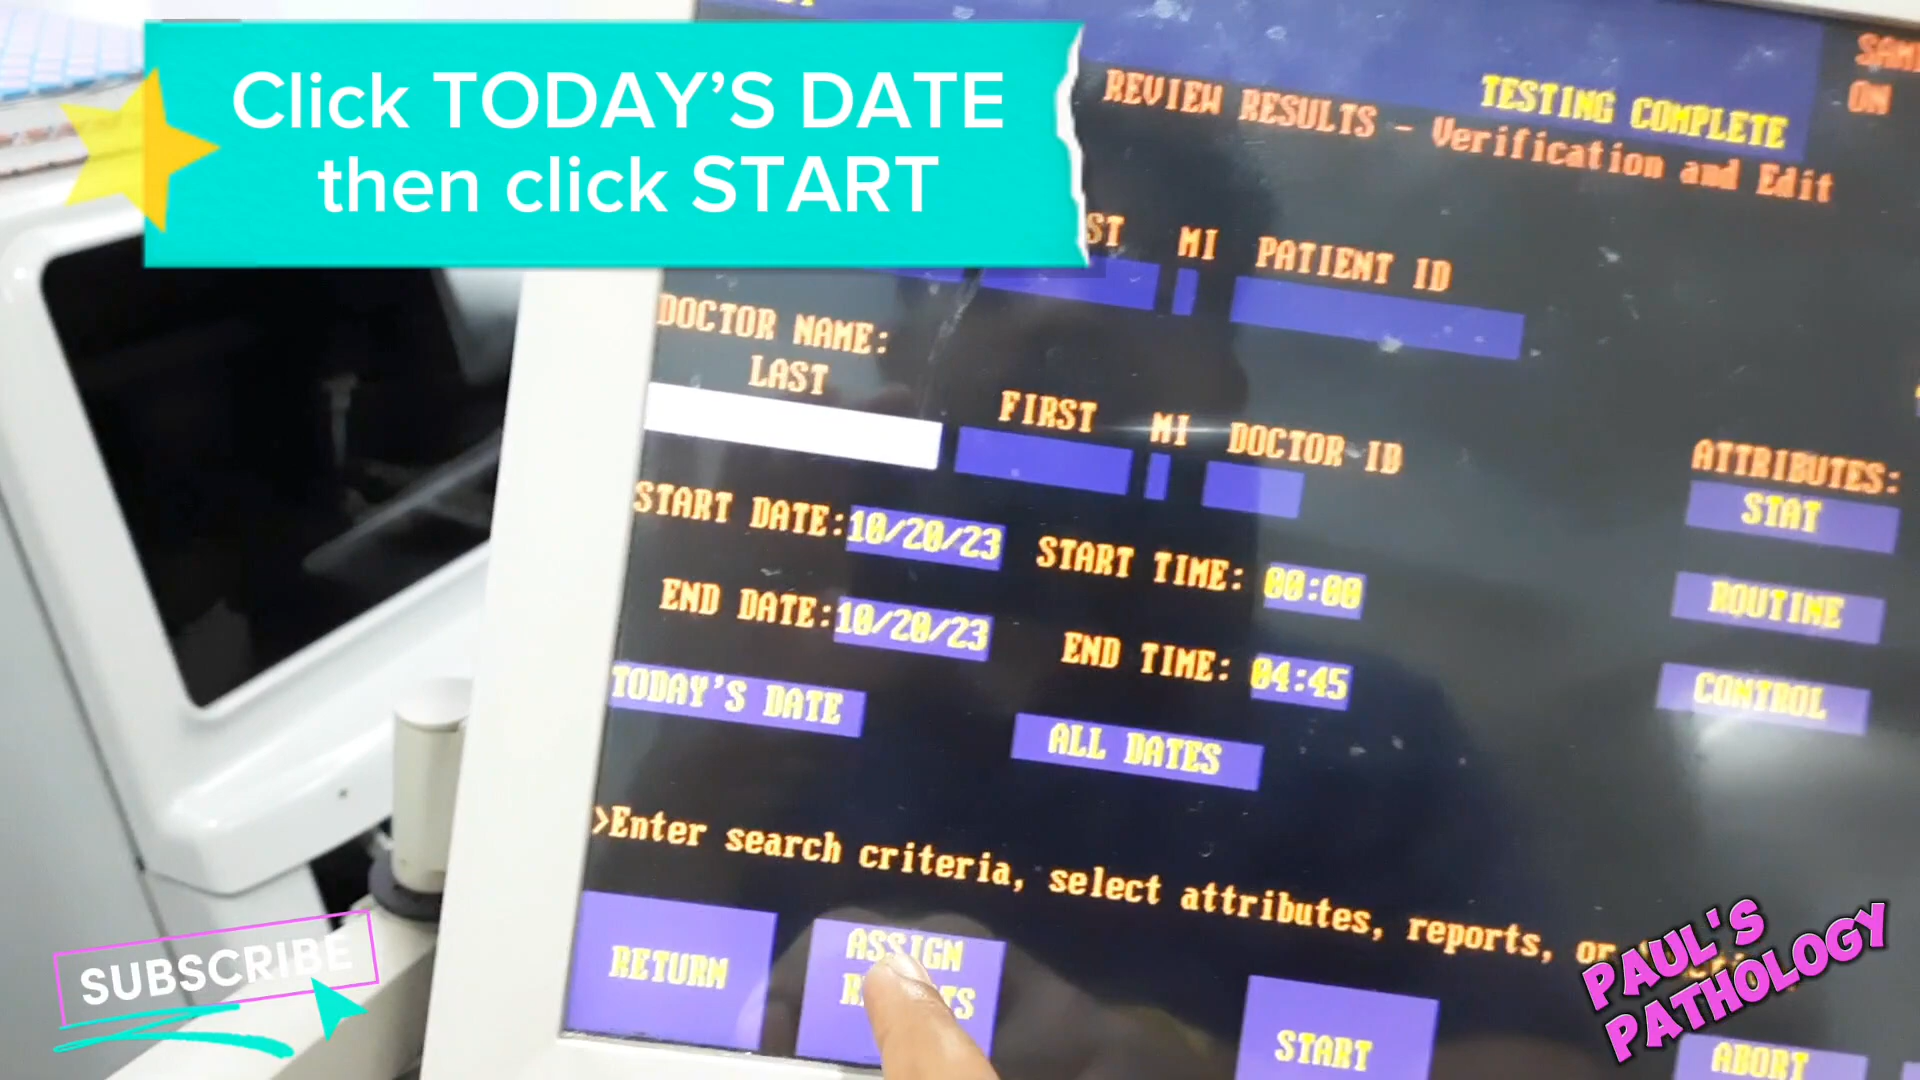 Click TODAY'S DATE
then click START
TESTING COMPLETE
ON
REVIEW RESULTS - Verification and Edit
MI PATIENT ID
DOCTOR NAME:
LAST
FIRST MI DOCTOR ID
ATTRIBUTES:
STAT
START DATE:10/20/23 START TIME: 00:00
ROUTINE
END DATE:10/20/23 END TIME: 04:45
CONTROL
TODAY'S DATE
ALL DATES
>Enter search criteria, select attributes, reports, or
RETURN
ASSIGN
START
ABORT
SUBSCRIBE
PAUL'S
PATHOLOGY